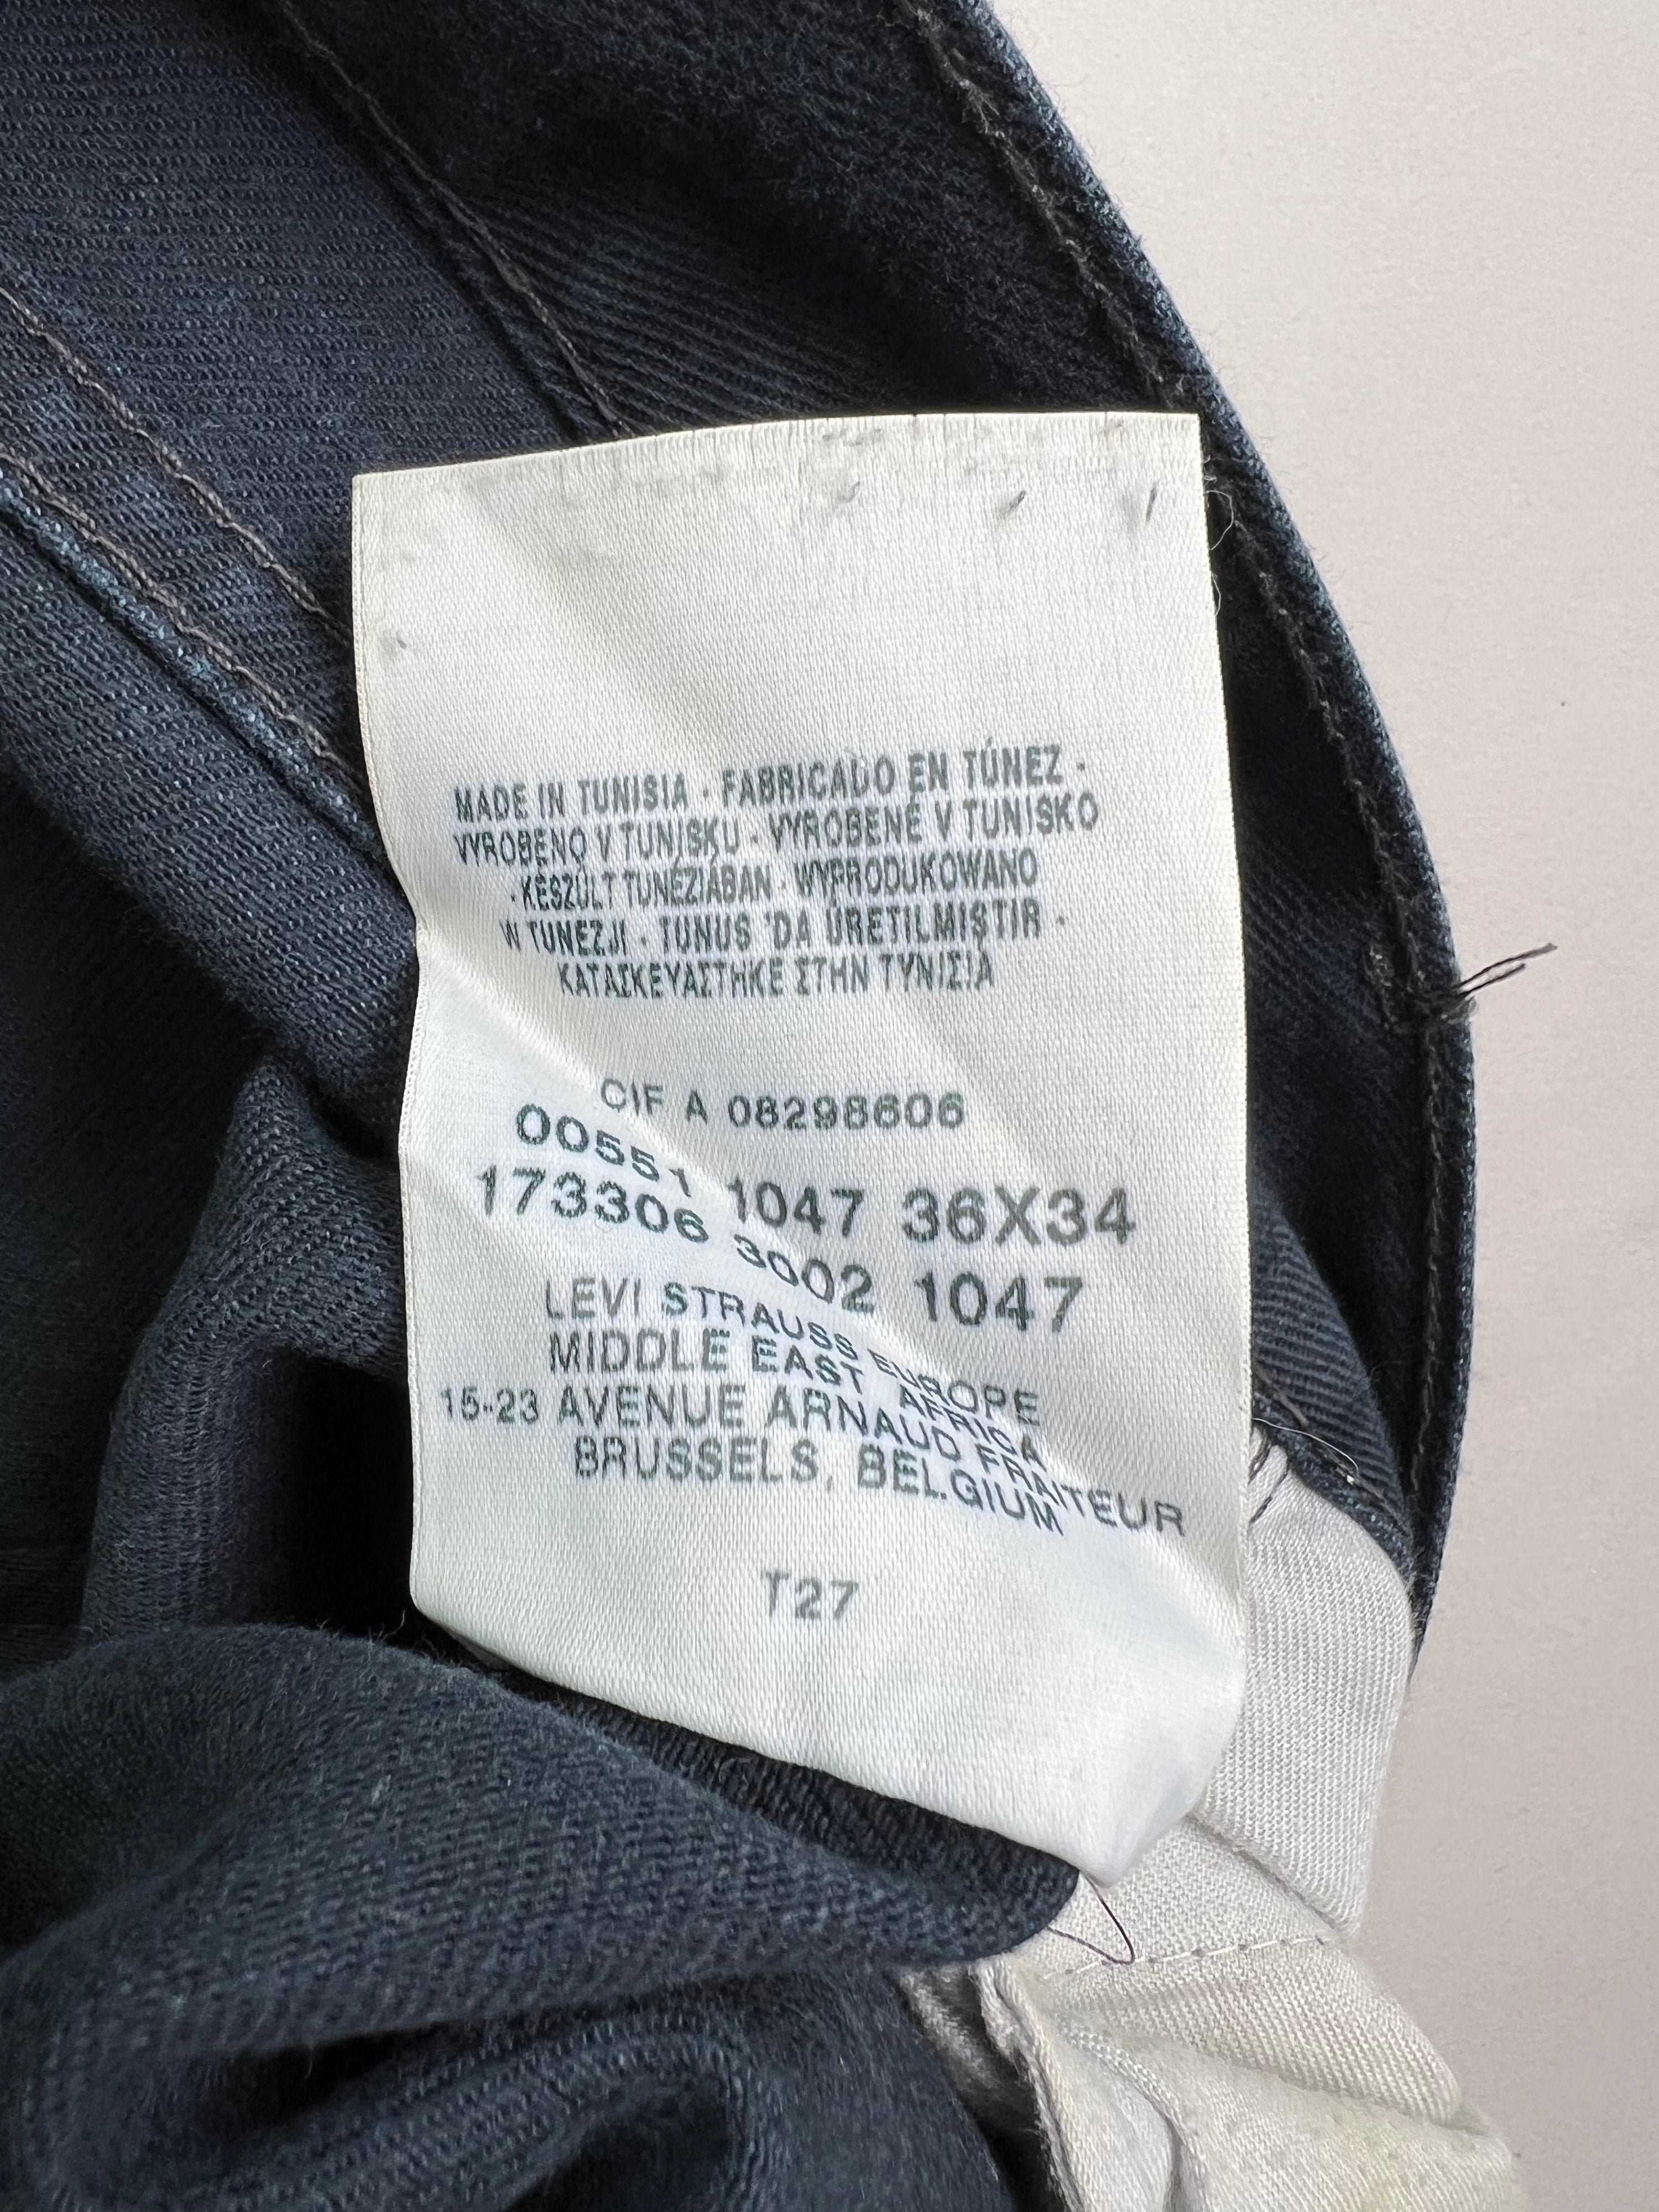 MADE IN TUNISIA · FABRICADO EN TÚNEZ ·
VYROBENO V TUNISKU · VYROBENÉ V TUNISKO
· KÉSZÜLT TUNÉZIÁBAN · WYPRODUKOWANO
W TUNEZJI · TUNUS 'DA ÜRETILMIŞTIR ·
ΚΑΤΑΣΚΕΥΑΣΤΗΚΕ ΣΤΗΝ ΤΥΝΙΣΙΑ
CIF A 08298606
00551 1047 36X34
173306 3002 1047
LEVI STRAUSS EUROPE
MIDDLE EAST AFRICA
15-23 AVENUE ARNAUD FRAITEUR
BRUSSELS, BELGIUM
T27